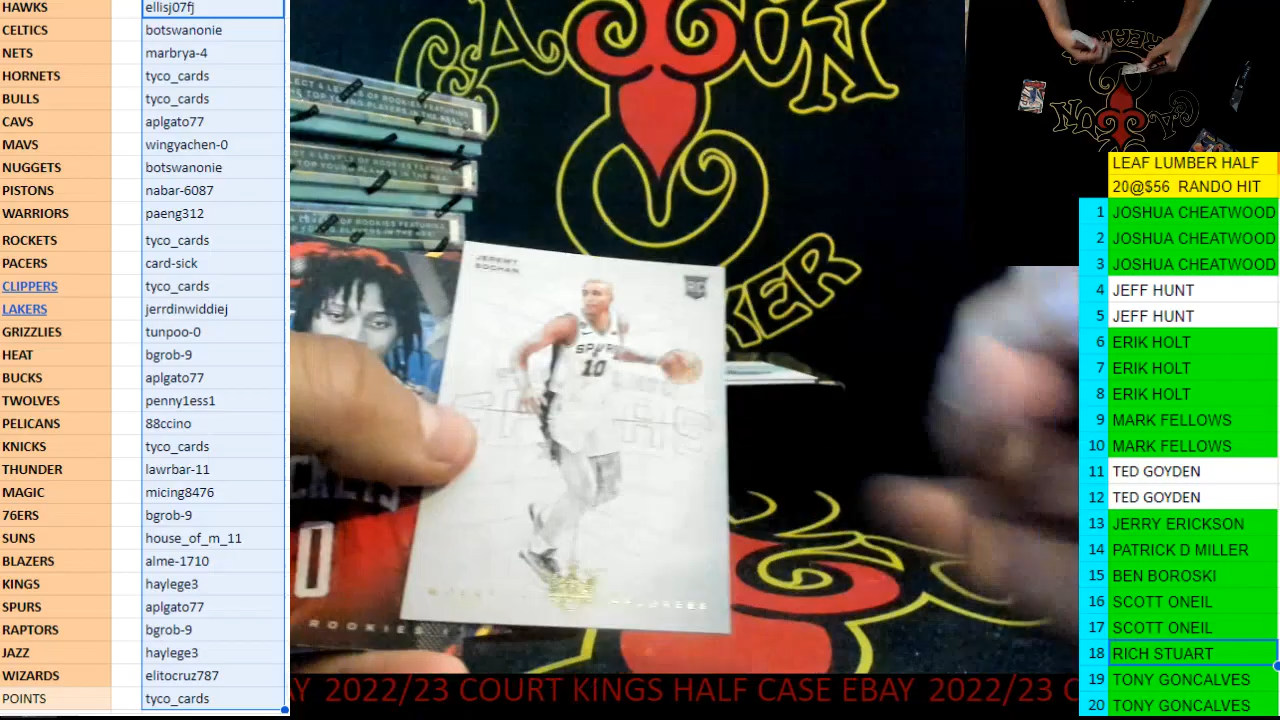 HAWKS ellisj07fj
CELTICS botswanonie
NETS marbrya-4
HORNETS tyco_cards
BULLS tyco_cards
CAVS aplgato77
MAVS wingyachen-0
NUGGETS botswanonie
PISTONS nabar-6087
WARRIORS paeng312
ROCKETS tyco_cards
PACERS card-sick
CLIPPERS tyco_cards
LAKERS jerrdinwiddiej
GRIZZLIES tunpoo-0
HEAT bgrob-9
BUCKS aplgato77
TWOLVES penny1ess1
PELICANS 88ccino
KNICKS tyco_cards
THUNDER lawrbar-11
MAGIC micing8476
76ERS bgrob-9
SUNS house_of_m_11
BLAZERS alme-1710
KINGS haylege3
SPURS aplgato77
RAPTORS bgrob-9
JAZZ haylege3
WIZARDS elitocruz787
POINTS tyco_cards
JEREMY
SOCHAN
RC
SPURS
10
ROOKIES
AY 2022/23 COURT KINGS HALF CASE EBAY 2022/23 C
LEAF LUMBER HALF
20@$56 RANDO HIT
1 JOSHUA CHEATWOOD
2 JOSHUA CHEATWOOD
3 JOSHUA CHEATWOOD
4 JEFF HUNT
5 JEFF HUNT
6 ERIK HOLT
7 ERIK HOLT
8 ERIK HOLT
9 MARK FELLOWS
10 MARK FELLOWS
11 TED GOYDEN
12 TED GOYDEN
13 JERRY ERICKSON
14 PATRICK D MILLER
15 BEN BOROSKI
16 SCOTT ONEIL
17 SCOTT ONEIL
18 RICH STUART
19 TONY GONCALVES
20 TONY GONCALVES